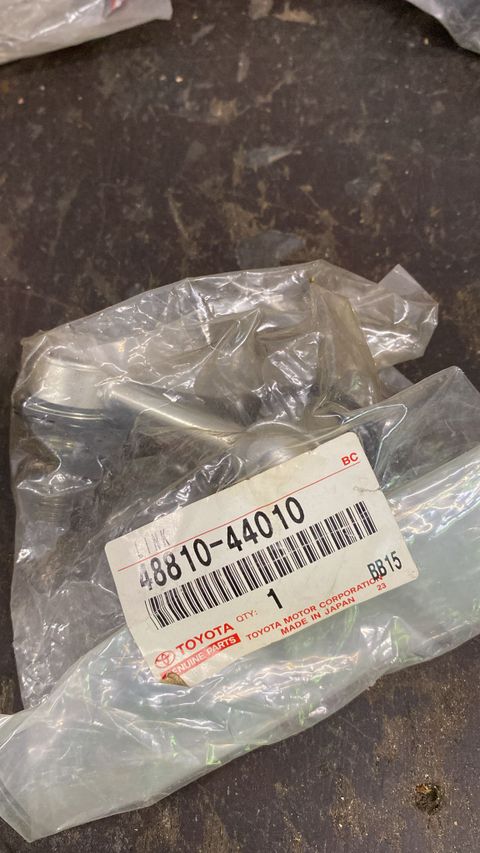 BC
LINK
48810-44010
BB15
QTY: 1
TOYOTA
GENUINE PARTS
TOYOTA MOTOR CORPORATION
MADE IN JAPAN
23